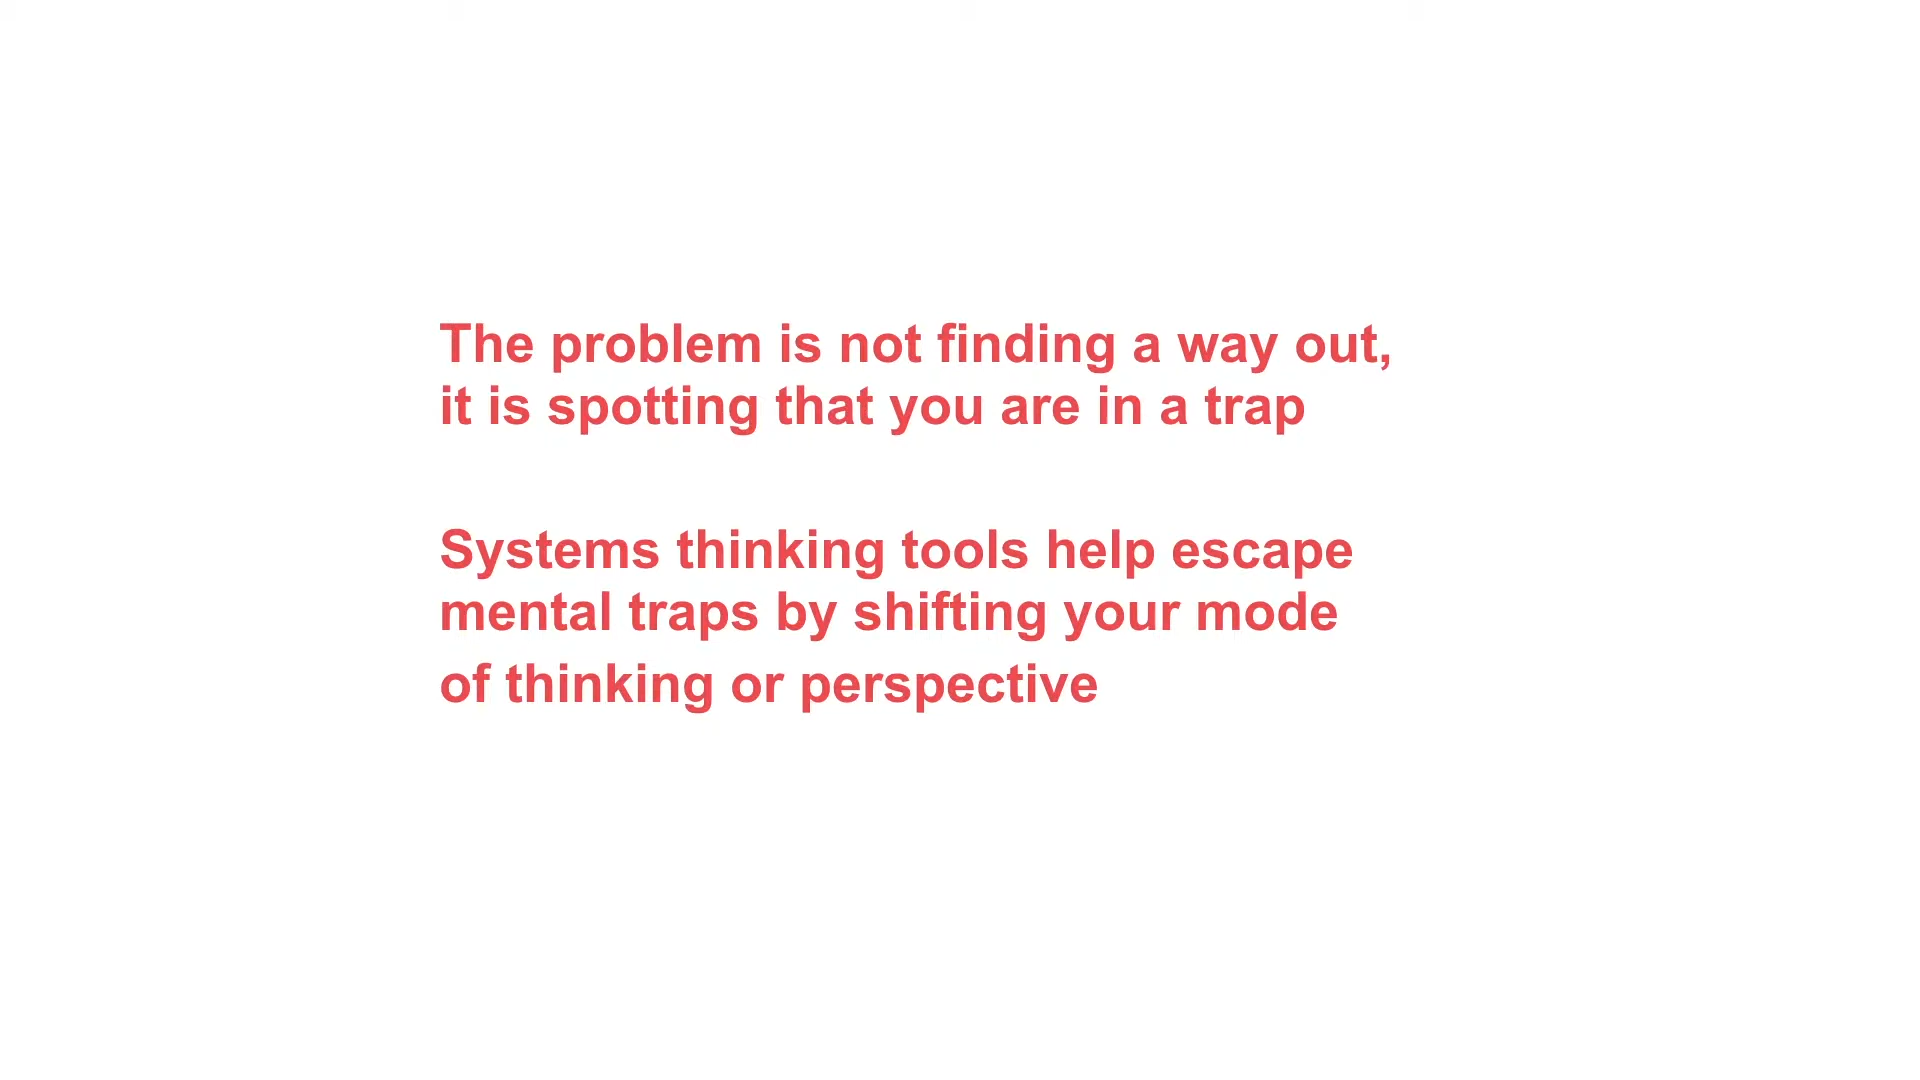 The problem is not finding a way out,
it is spotting that you are in a trap
Systems thinking tools help escape
mental traps by shifting your mode
of thinking or perspective